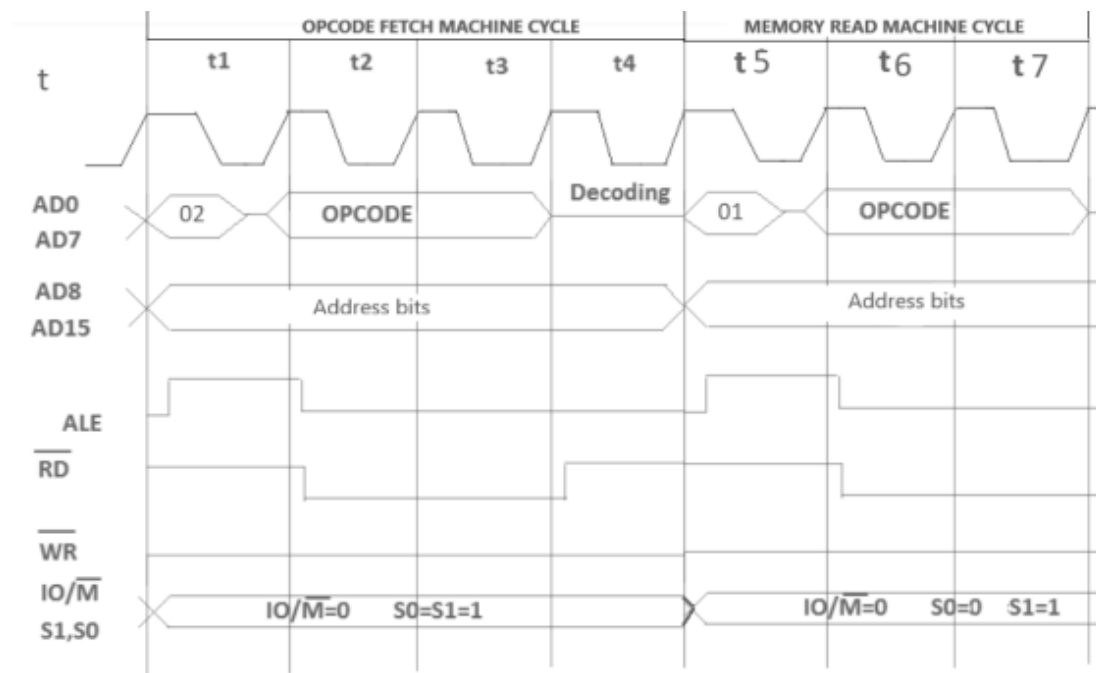 OPCODE FETCH MACHINE CYCLE MEMORY READ MACHINE CYCLE
t t1 t2 t3 t4 t5 t6 t7
AD0
AD7
02 OPCODE Decoding 01 OPCODE
AD8
AD15
Address bits Address bits
ALE
R̅D̅
W̅R̅
IO/M̅
S1,S0
IO/M̅=0 S0=S1=1 IO/M̅=0 S0=0 S1=1